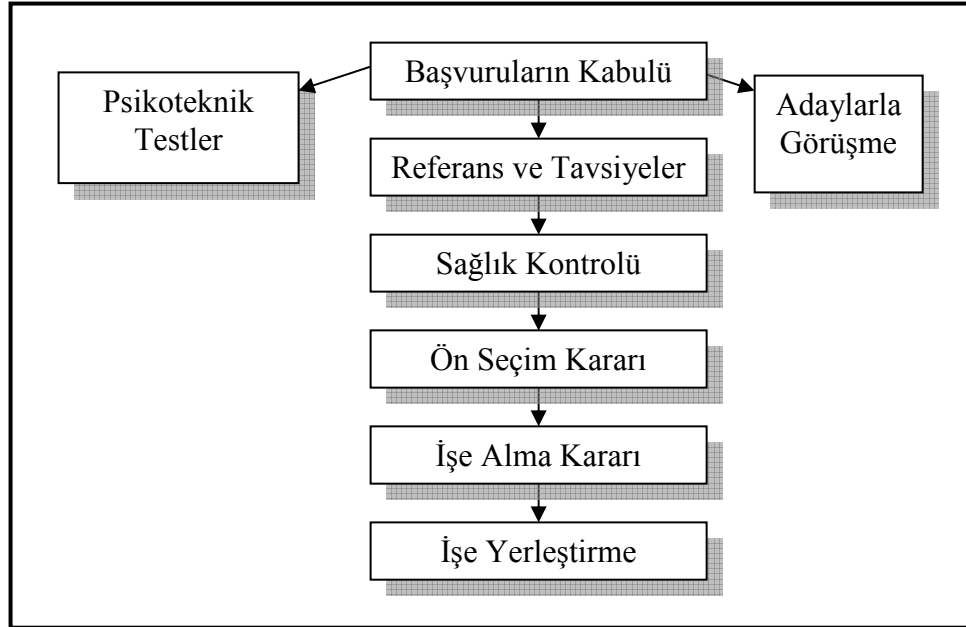 Başvuruların Kabulü
Psikoteknik
Testler
Adaylarla
Görüşme
Referans ve Tavsiyeler
Sağlık Kontrolü
Ön Seçim Kararı
İşe Alma Kararı
İşe Yerleştirme